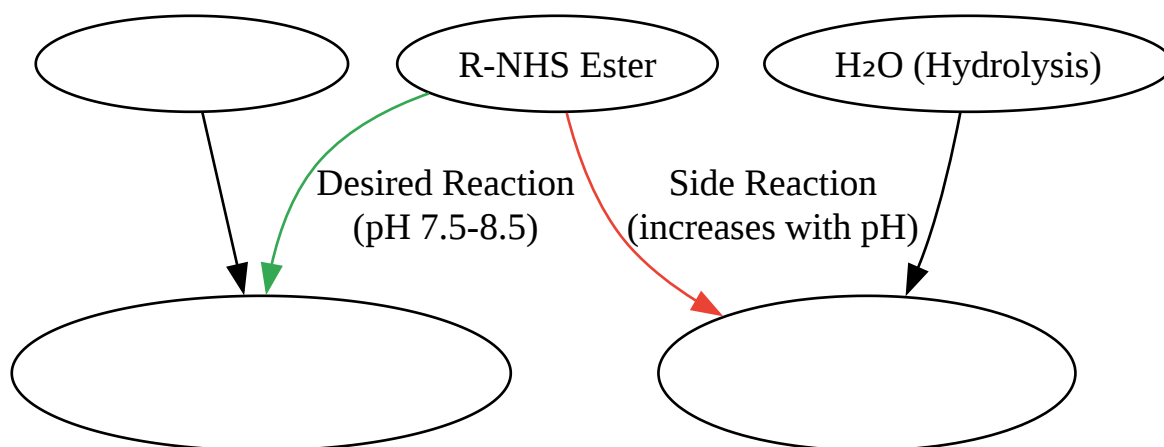 R-NHS Ester
H₂O (Hydrolysis)
Desired Reaction
(pH 7.5-8.5)
Side Reaction
(increases with pH)